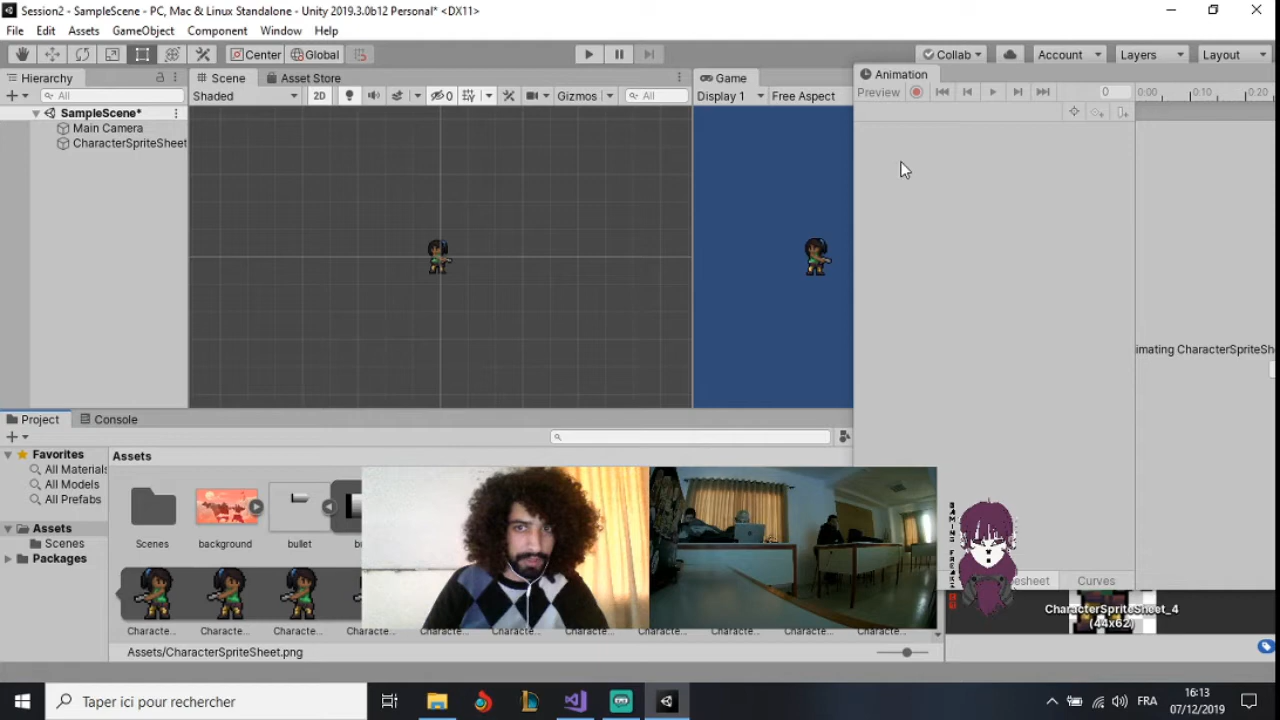 Session2 - SampleScene - PC, Mac & Linux Standalone - Unity 2019.3.0b12 Personal* <DX11>
File Edit Assets GameObject Component Window Help
Center Global Collab Account Layers Layout
Hierarchy Scene Asset Store Game Animation
All Shaded 2D 0 Gizmos All Display 1 Free Aspect Preview 0 0:00 0:10 0:20
SampleScene*
Main Camera
CharacterSpriteSheet
imating CharacterSpriteSh
Project Console
Assets
Favorites
All Materials
All Models
All Prefabs
Assets
Scenes
Packages
Scenes background bullet bu
GAMING FREAKS
esheet Curves
CharacterSpriteSheet_4
(44x62)
Characte... Characte... Characte... Characte... Characte... Characte... Characte... Characte... Characte... Characte... Characte...
Assets/CharacterSpriteSheet.png
Taper ici pour rechercher
FRA
16:13
07/12/2019